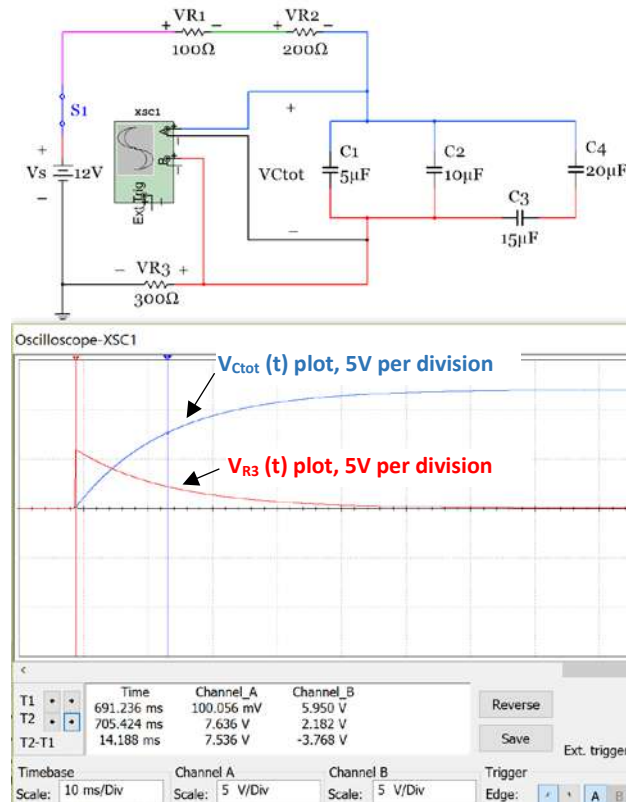 + VR1 − + VR2 −
100Ω 200Ω
S1
xsc1
+
A
B
Ext Trig
+
Vs 12V
−
VCtot
−
C1
5µF
C2
10µF
C4
20µF
C3
15µF
− VR3 +
300Ω
Oscilloscope-XSC1
VCtot (t) plot, 5V per division
VR3 (t) plot, 5V per division
T1
T2
T2-T1
Time Channel_A Channel_B
691.236 ms 100.056 mV 5.950 V
705.424 ms 7.636 V 2.182 V
14.188 ms 7.536 V -3.768 V
Reverse
Save
Ext. trigger
Timebase Channel A Channel B Trigger
Scale: 10 ms/Div Scale: 5 V/Div Scale: 5 V/Div Edge: A B